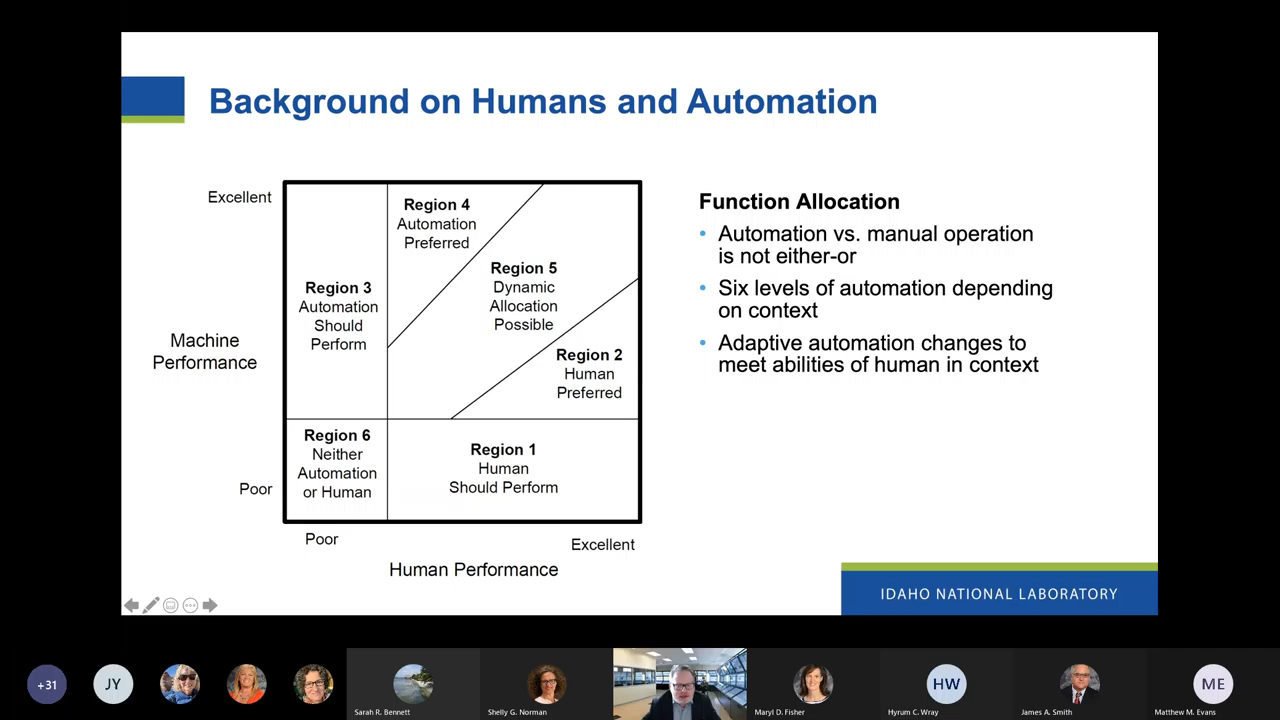 Background on Humans and Automation
Excellent
Machine
Performance
Poor
Region 4
Automation
Preferred
Region 5
Dynamic
Allocation
Possible
Region 3
Automation
Should
Perform
Region 2
Human
Preferred
Region 6
Neither
Automation
or Human
Region 1
Human
Should Perform
Poor
Excellent
Human Performance
Function Allocation
• Automation vs. manual operation
is not either-or
• Six levels of automation depending
on context
• Adaptive automation changes to
meet abilities of human in context
IDAHO NATIONAL LABORATORY
+31
JY
Sarah R. Bennett
Shelly G. Norman
Maryl D. Fisher
HW
Hyrum C. Wray
James A. Smith
ME
Matthew M. Evans